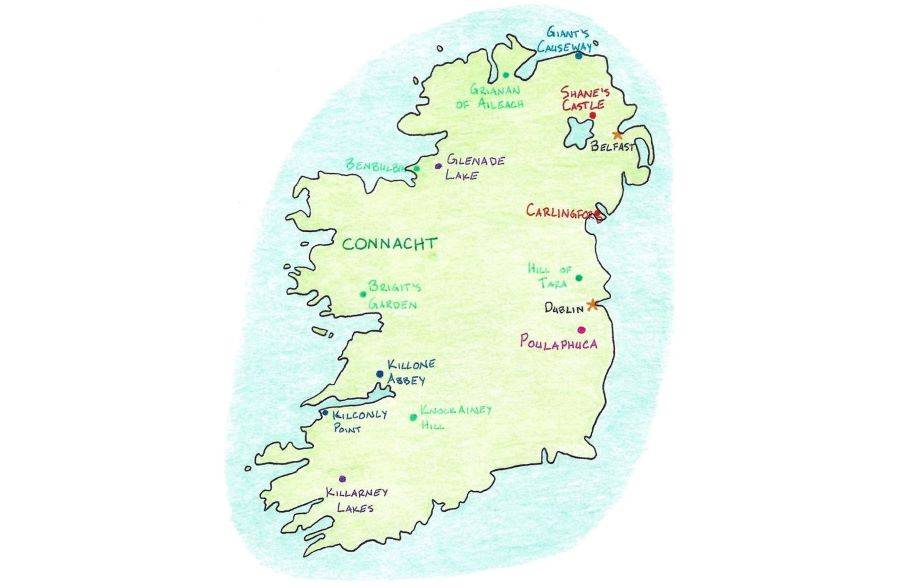 GIANT'S
CAUSEWAY
GRIANAN
OF AILEACH
SHANE'S
CASTLE
BELFAST
BENBULBIN
GLENADE
LAKE
CARLINGFORD
CONNACHT
HILL OF
TARA
BRIGIT'S
GARDEN
DUBLIN
POULAPHUCA
KILLONE
ABBEY
KILCONLY
POINT
KNOCKAINEY
HILL
KILLARNEY
LAKES